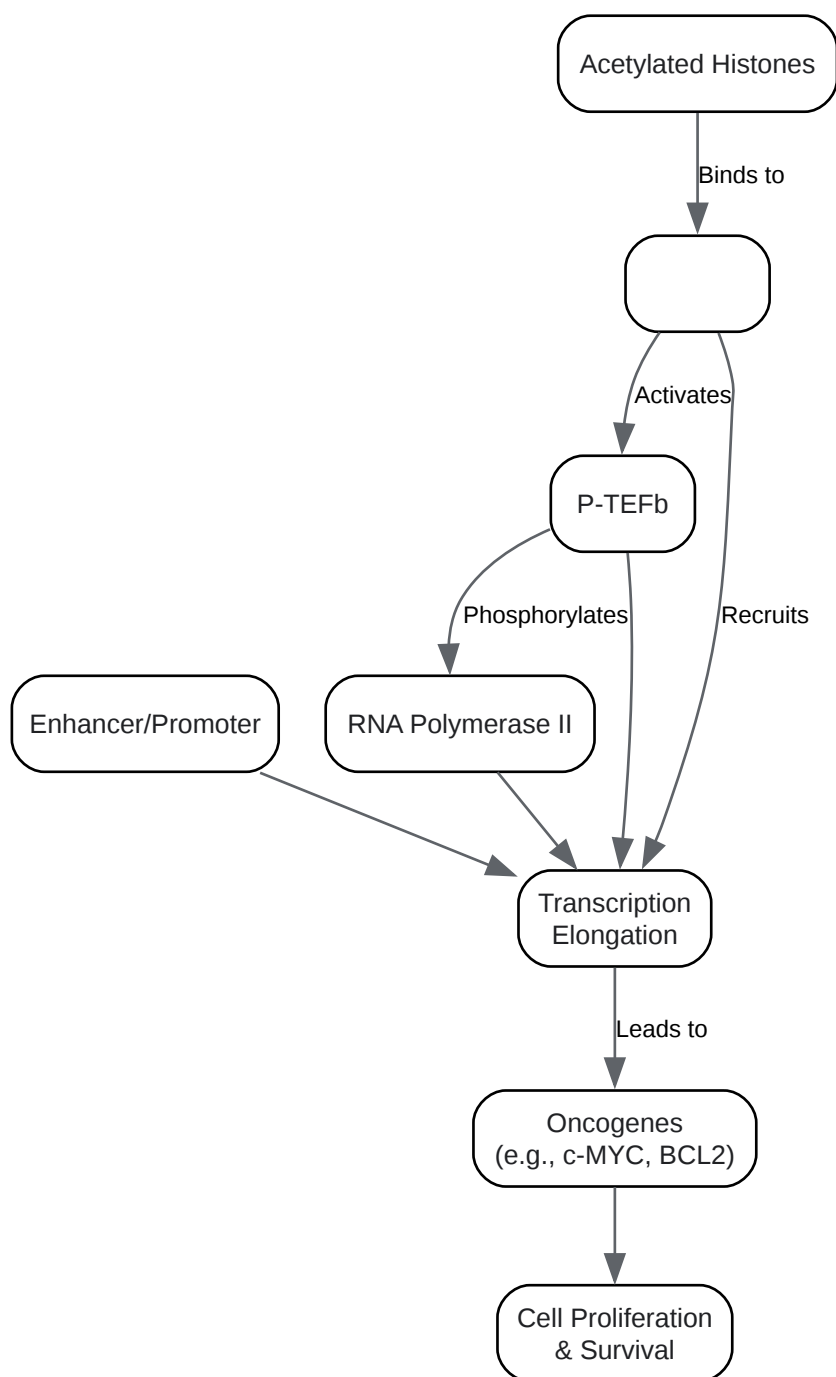 Acetylated Histones
Binds to
Activates
P-TEFb
Phosphorylates
Recruits
Enhancer/Promoter
RNA Polymerase II
Transcription
Elongation
Leads to
Oncogenes
(e.g., c-MYC, BCL2)
Cell Proliferation
& Survival